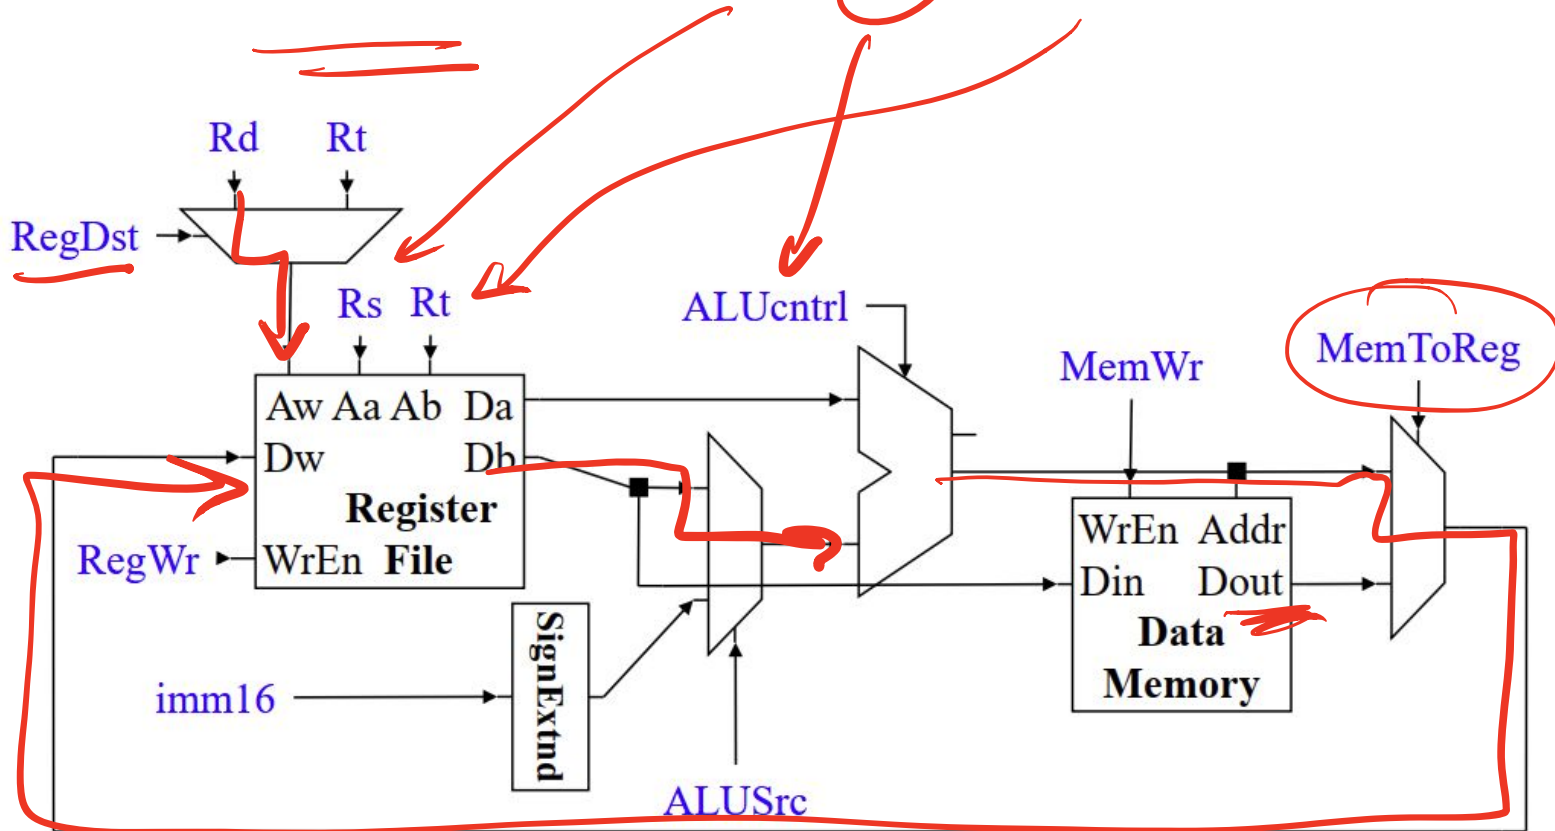 Rd Rt
RegDst
Rs Rt
ALUcntrl
MemWr
MemToReg
Aw Aa Ab Da
Dw Db
Register
File
RegWr
WrEn
WrEn Addr
Din Dout
Data
Memory
SignExtnd
imm16
ALUSrc